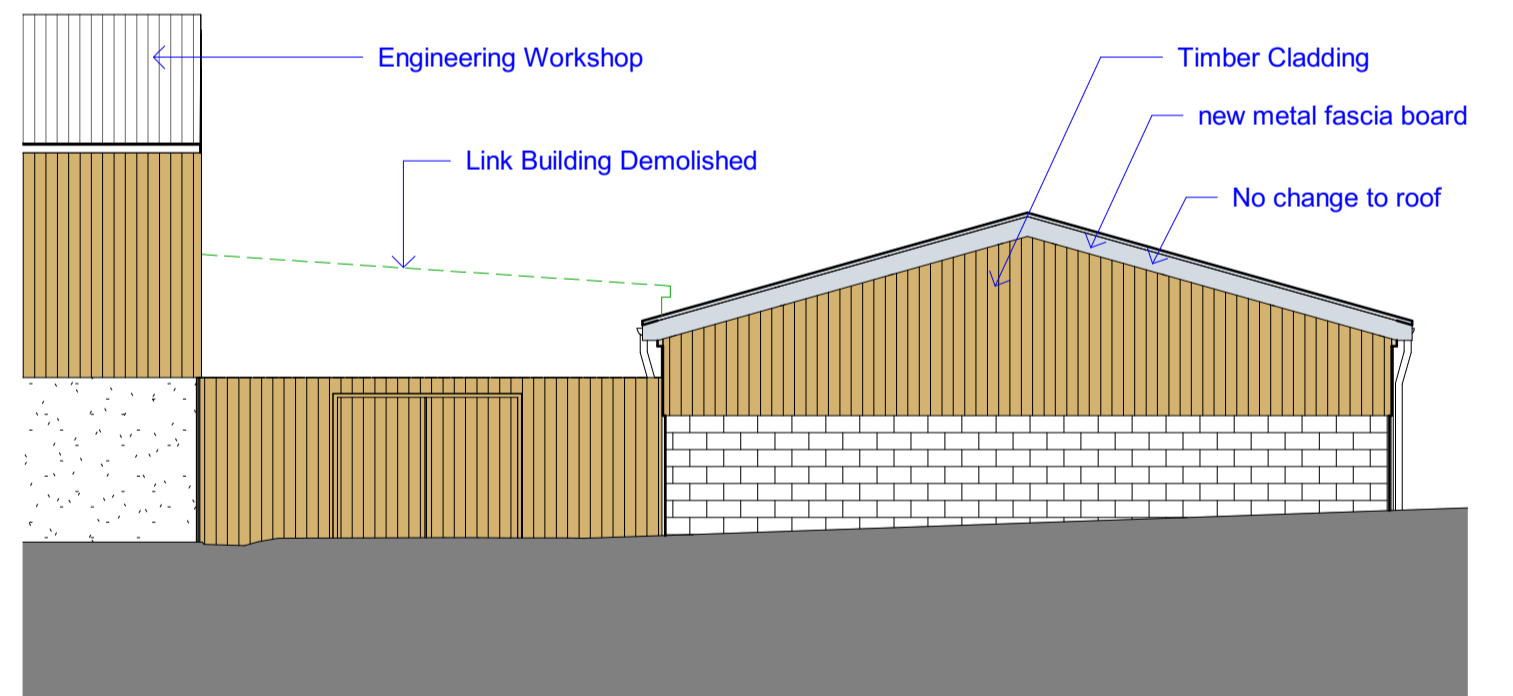 Engineering Workshop
Timber Cladding
new metal fascia board
Link Building Demolished
No change to roof